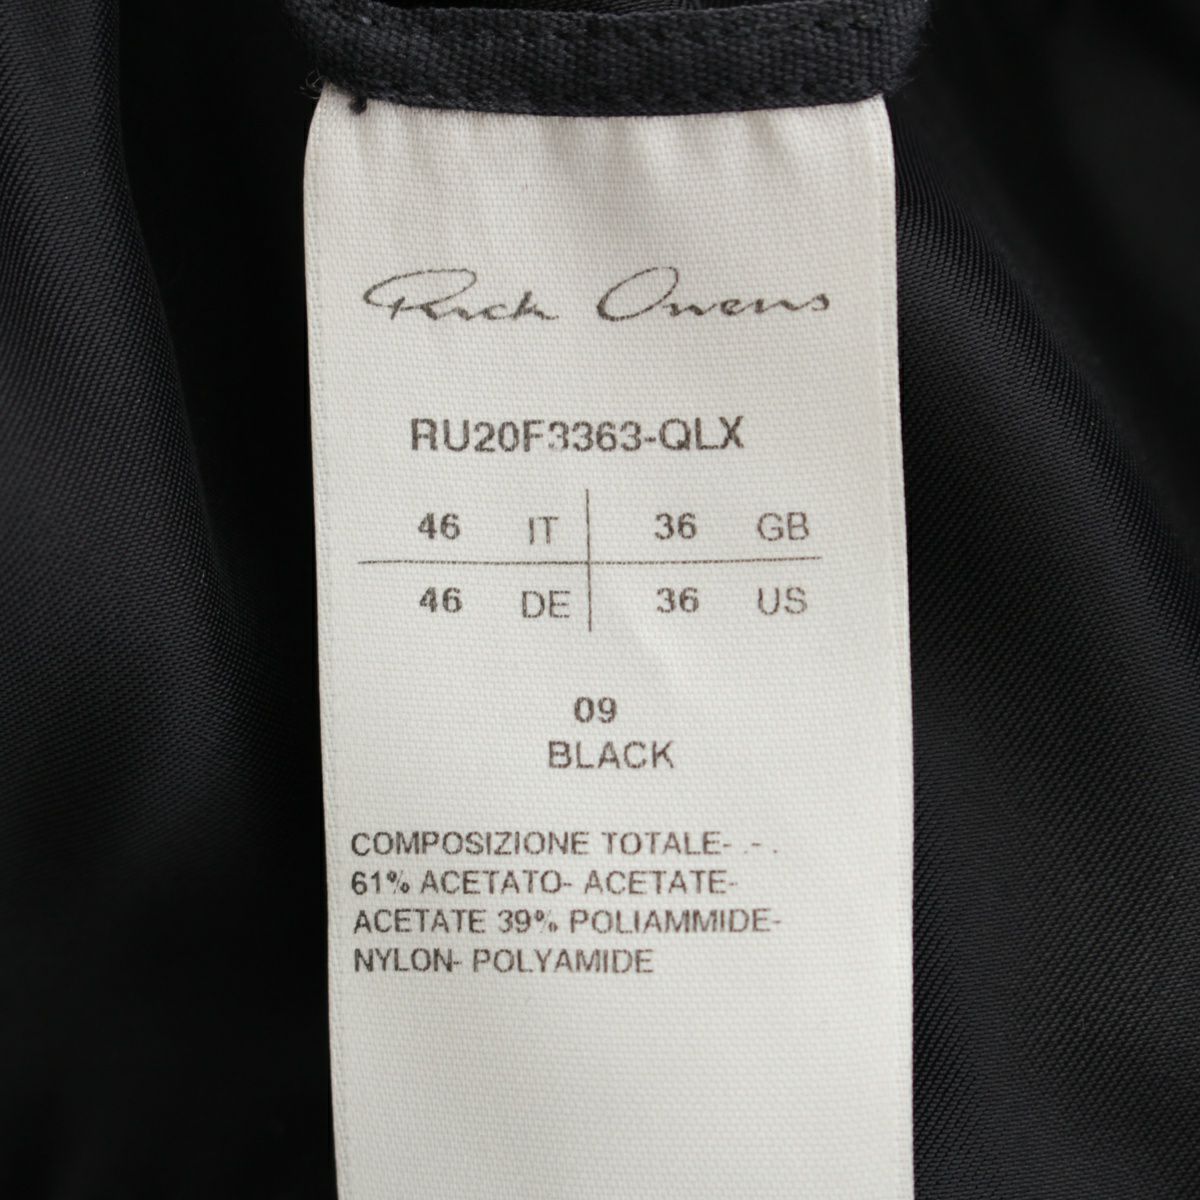 Rick Owens
RU20F3363-QLX
46 IT 36 GB
46 DE 36 US
09
BLACK
COMPOSIZIONE TOTALE- .- .
61% ACETATO- ACETATE-
ACETATE 39% POLIAMMIDE-
NYLON- POLYAMIDE